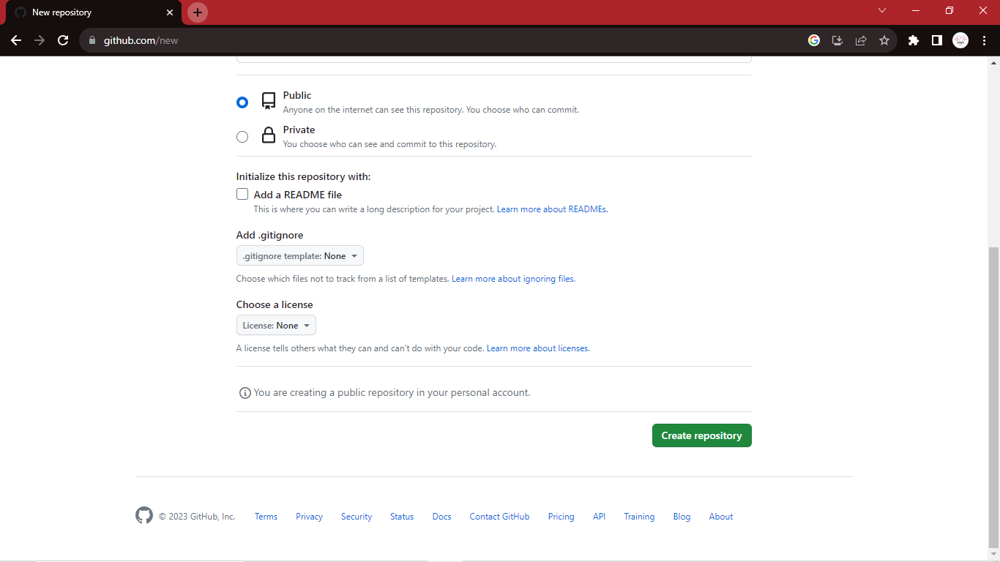 New repository
github.com/new
Public
Anyone on the internet can see this repository. You choose who can commit.
Private
You choose who can see and commit to this repository.
Initialize this repository with:
Add a README file
This is where you can write a long description for your project. Learn more about READMEs.
Add .gitignore
.gitignore template: None
Choose which files not to track from a list of templates. Learn more about ignoring files.
Choose a license
License: None
A license tells others what they can and can't do with your code. Learn more about licenses.
You are creating a public repository in your personal account.
Create repository
© 2023 GitHub, Inc. Terms Privacy Security Status Docs Contact GitHub Pricing API Training Blog About